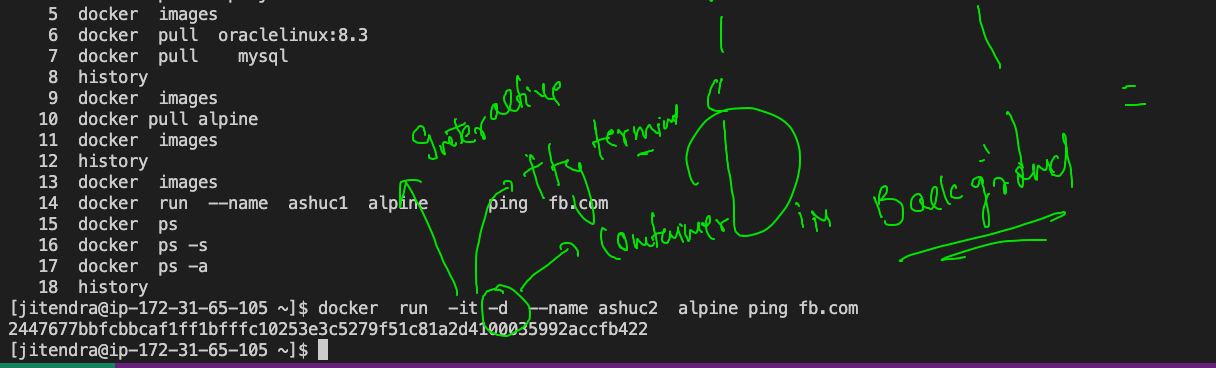 5  docker  images
6  docker  pull  oraclelinux:8.3
7  docker  pull    mysql
8  history
9  docker  images
10  docker pull alpine
11  docker  images
12  history
13  docker  images
14  docker  run  --name  ashuc1  alpine      ping  fb.com
15  docker  ps
16  docker  ps -s
17  docker  ps -a
18  history
[jitendra@ip-172-31-65-105 ~]$ docker  run  -it -d  --name ashuc2  alpine ping fb.com
2447677bbfcbbcaf1ff1bfffc10253e3c5279f51c81a2d4100035992accfb422
[jitendra@ip-172-31-65-105 ~]$
tty
container in